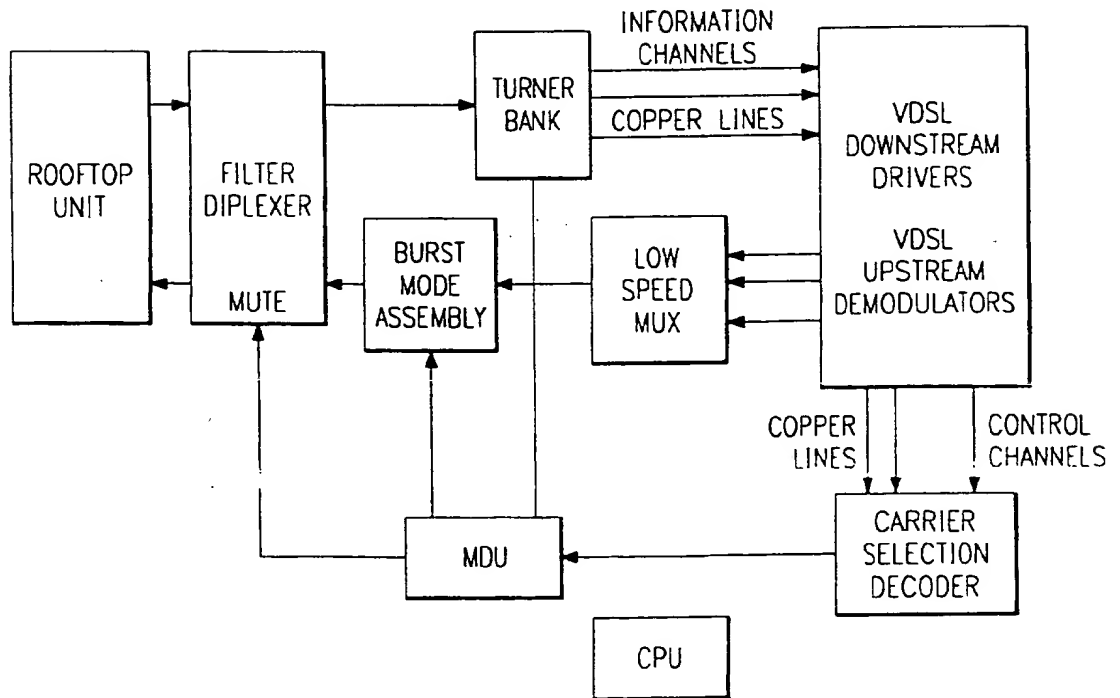 INFORMATION
CHANNELS
TURNER
BANK
COPPER LINES
VDSL
DOWNSTREAM
DRIVERS
VDSL
UPSTREAM
DEMODULATORS
ROOFTOP
UNIT
FILTER
DIPLEXER
MUTE
BURST
MODE
ASSEMBLY
LOW
SPEED
MUX
COPPER
LINES
CONTROL
CHANNELS
MDU
CARRIER
SELECTION
DECODER
CPU